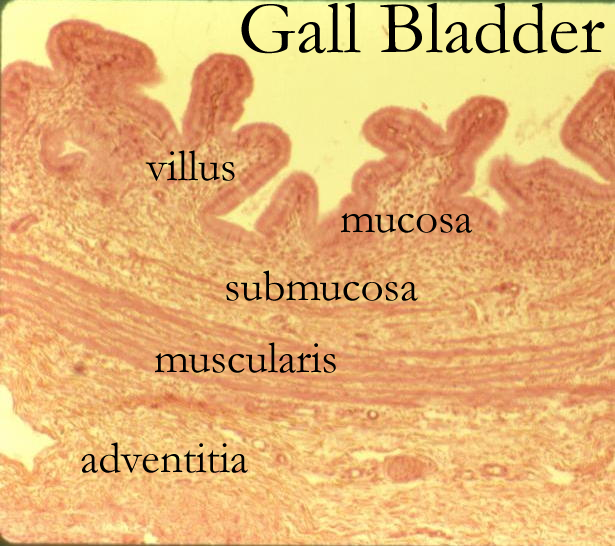 Gall Bladder
villus
mucosa
submucosa
muscularis
adventitia